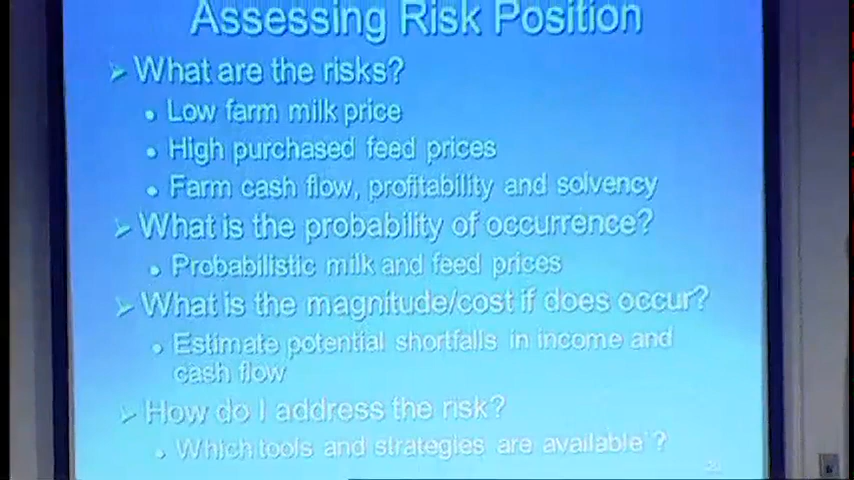 Assessing Risk Position
What are the risks?
Low farm milk price
High purchased feed prices
Farm cash flow, profitability and solvency
What is the probability of occurrence?
Probabilistic milk and feed prices
What is the magnitude/cost if does occur?
Estimate potential shortfalls in income and
cash flow
How do I address the risk?
Which tools and strategies are available?